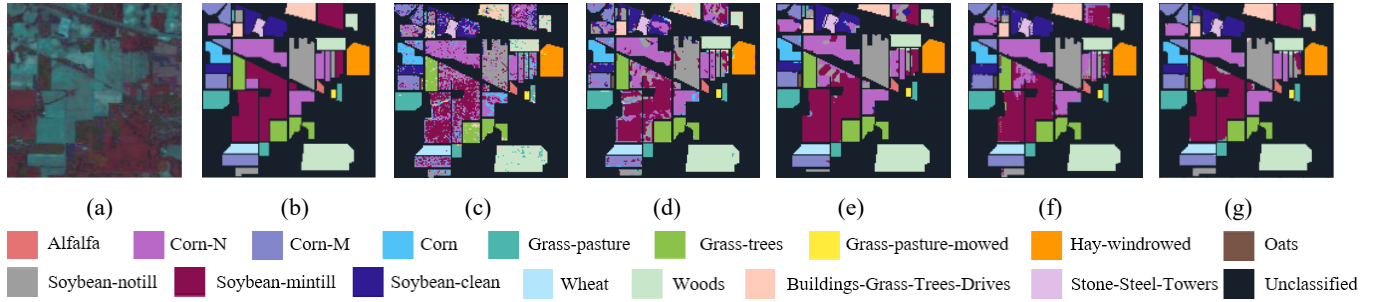 (a) (b) (c) (d) (e) (f) (g)
Alfalfa Corn-N Corn-M Corn Grass-pasture Grass-trees Grass-pasture-mowed Hay-windrowed Oats
Soybean-notill Soybean-mintill Soybean-clean Wheat Woods Buildings-Grass-Trees-Drives Stone-Steel-Towers Unclassified